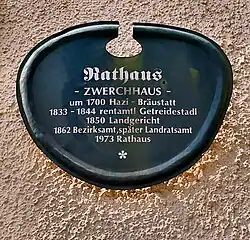 Rathaus
- ZWERCHHAUS -
um 1700 Hazi - Bräustatt
1833 - 1844 rentamtl Getreidestadl
1850 Landgericht
1862 Bezirksamt, später Landratsamt
1973 Rathaus
*